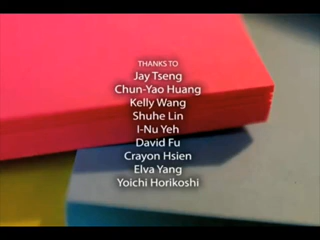 THANKS TO
Jay Tseng
Chun-Yao Huang
Kelly Wang
Shuhe Lin
I-Nu Yeh
David Fu
Crayon Hsien
Elva Yang
Yoichi Horikoshi